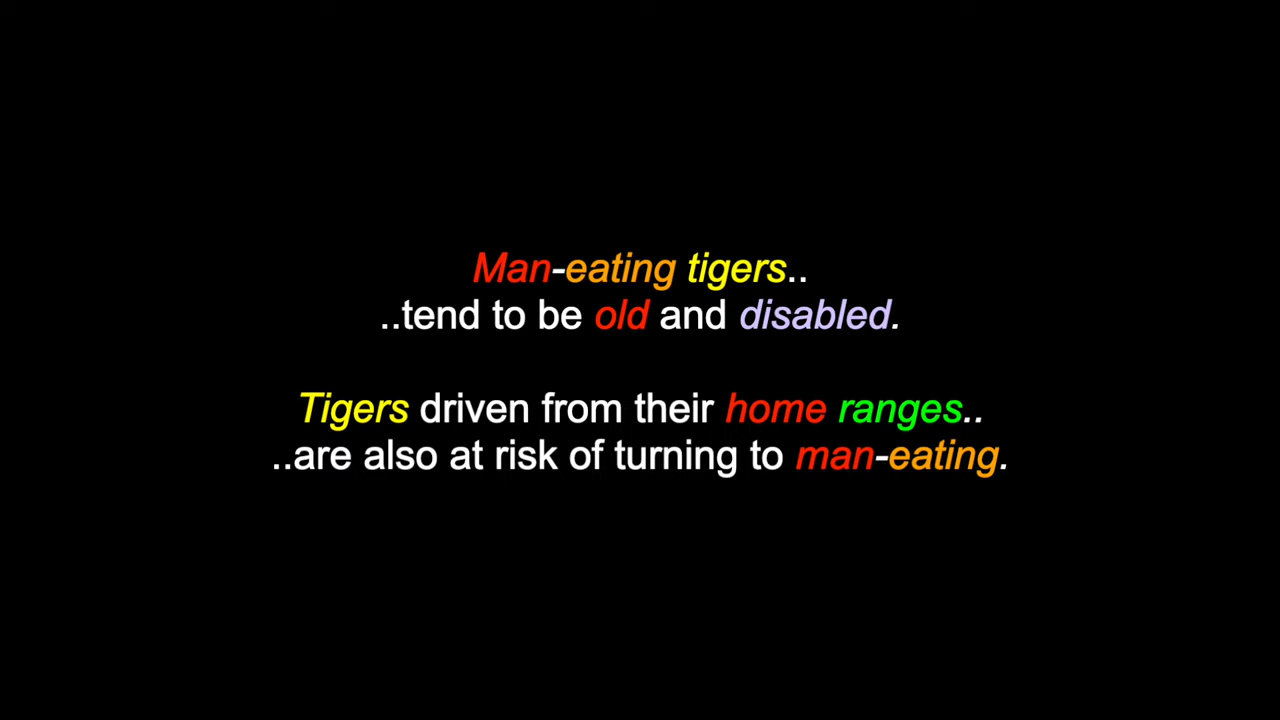 Man-eating tigers..
..tend to be old and disabled.
Tigers driven from their home ranges..
..are also at risk of turning to man-eating.